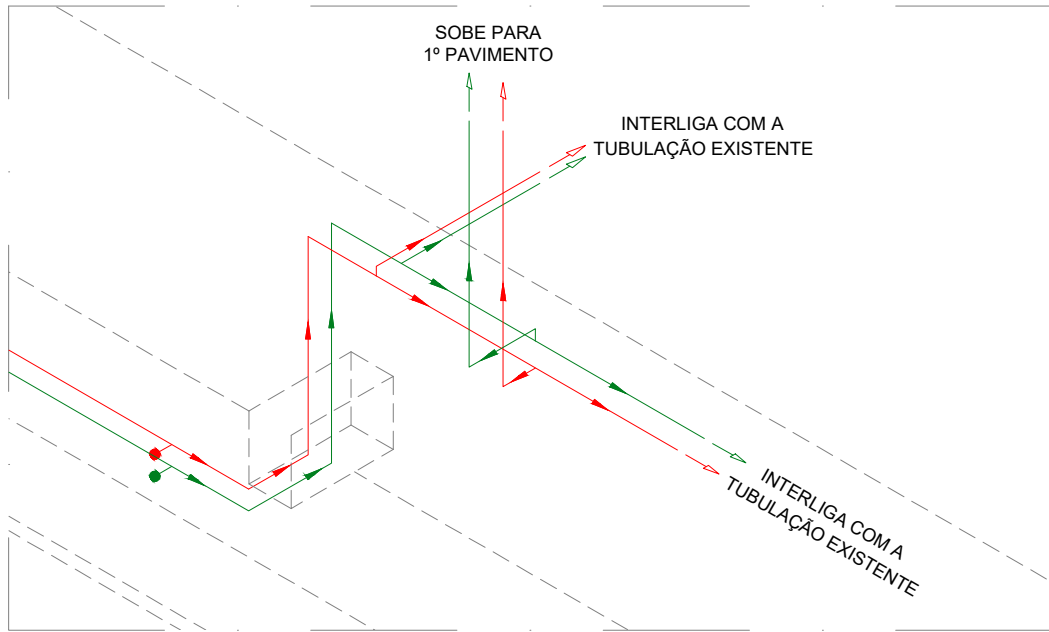 SOBE PARA
1º PAVIMENTO
INTERLIGA COM A
TUBULAÇÃO EXISTENTE
INTERLIGA COM A
TUBULAÇÃO EXISTENTE